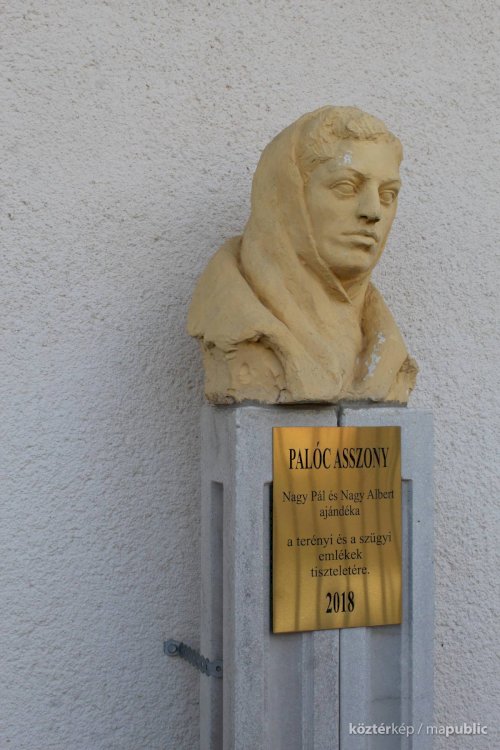 PALÓC ASSZONY
Nagy Pál és Nagy Albert
ajándéka
a terényi és a szügyi
emlékek
tiszteletére.
2018
köztérkép / mapublic